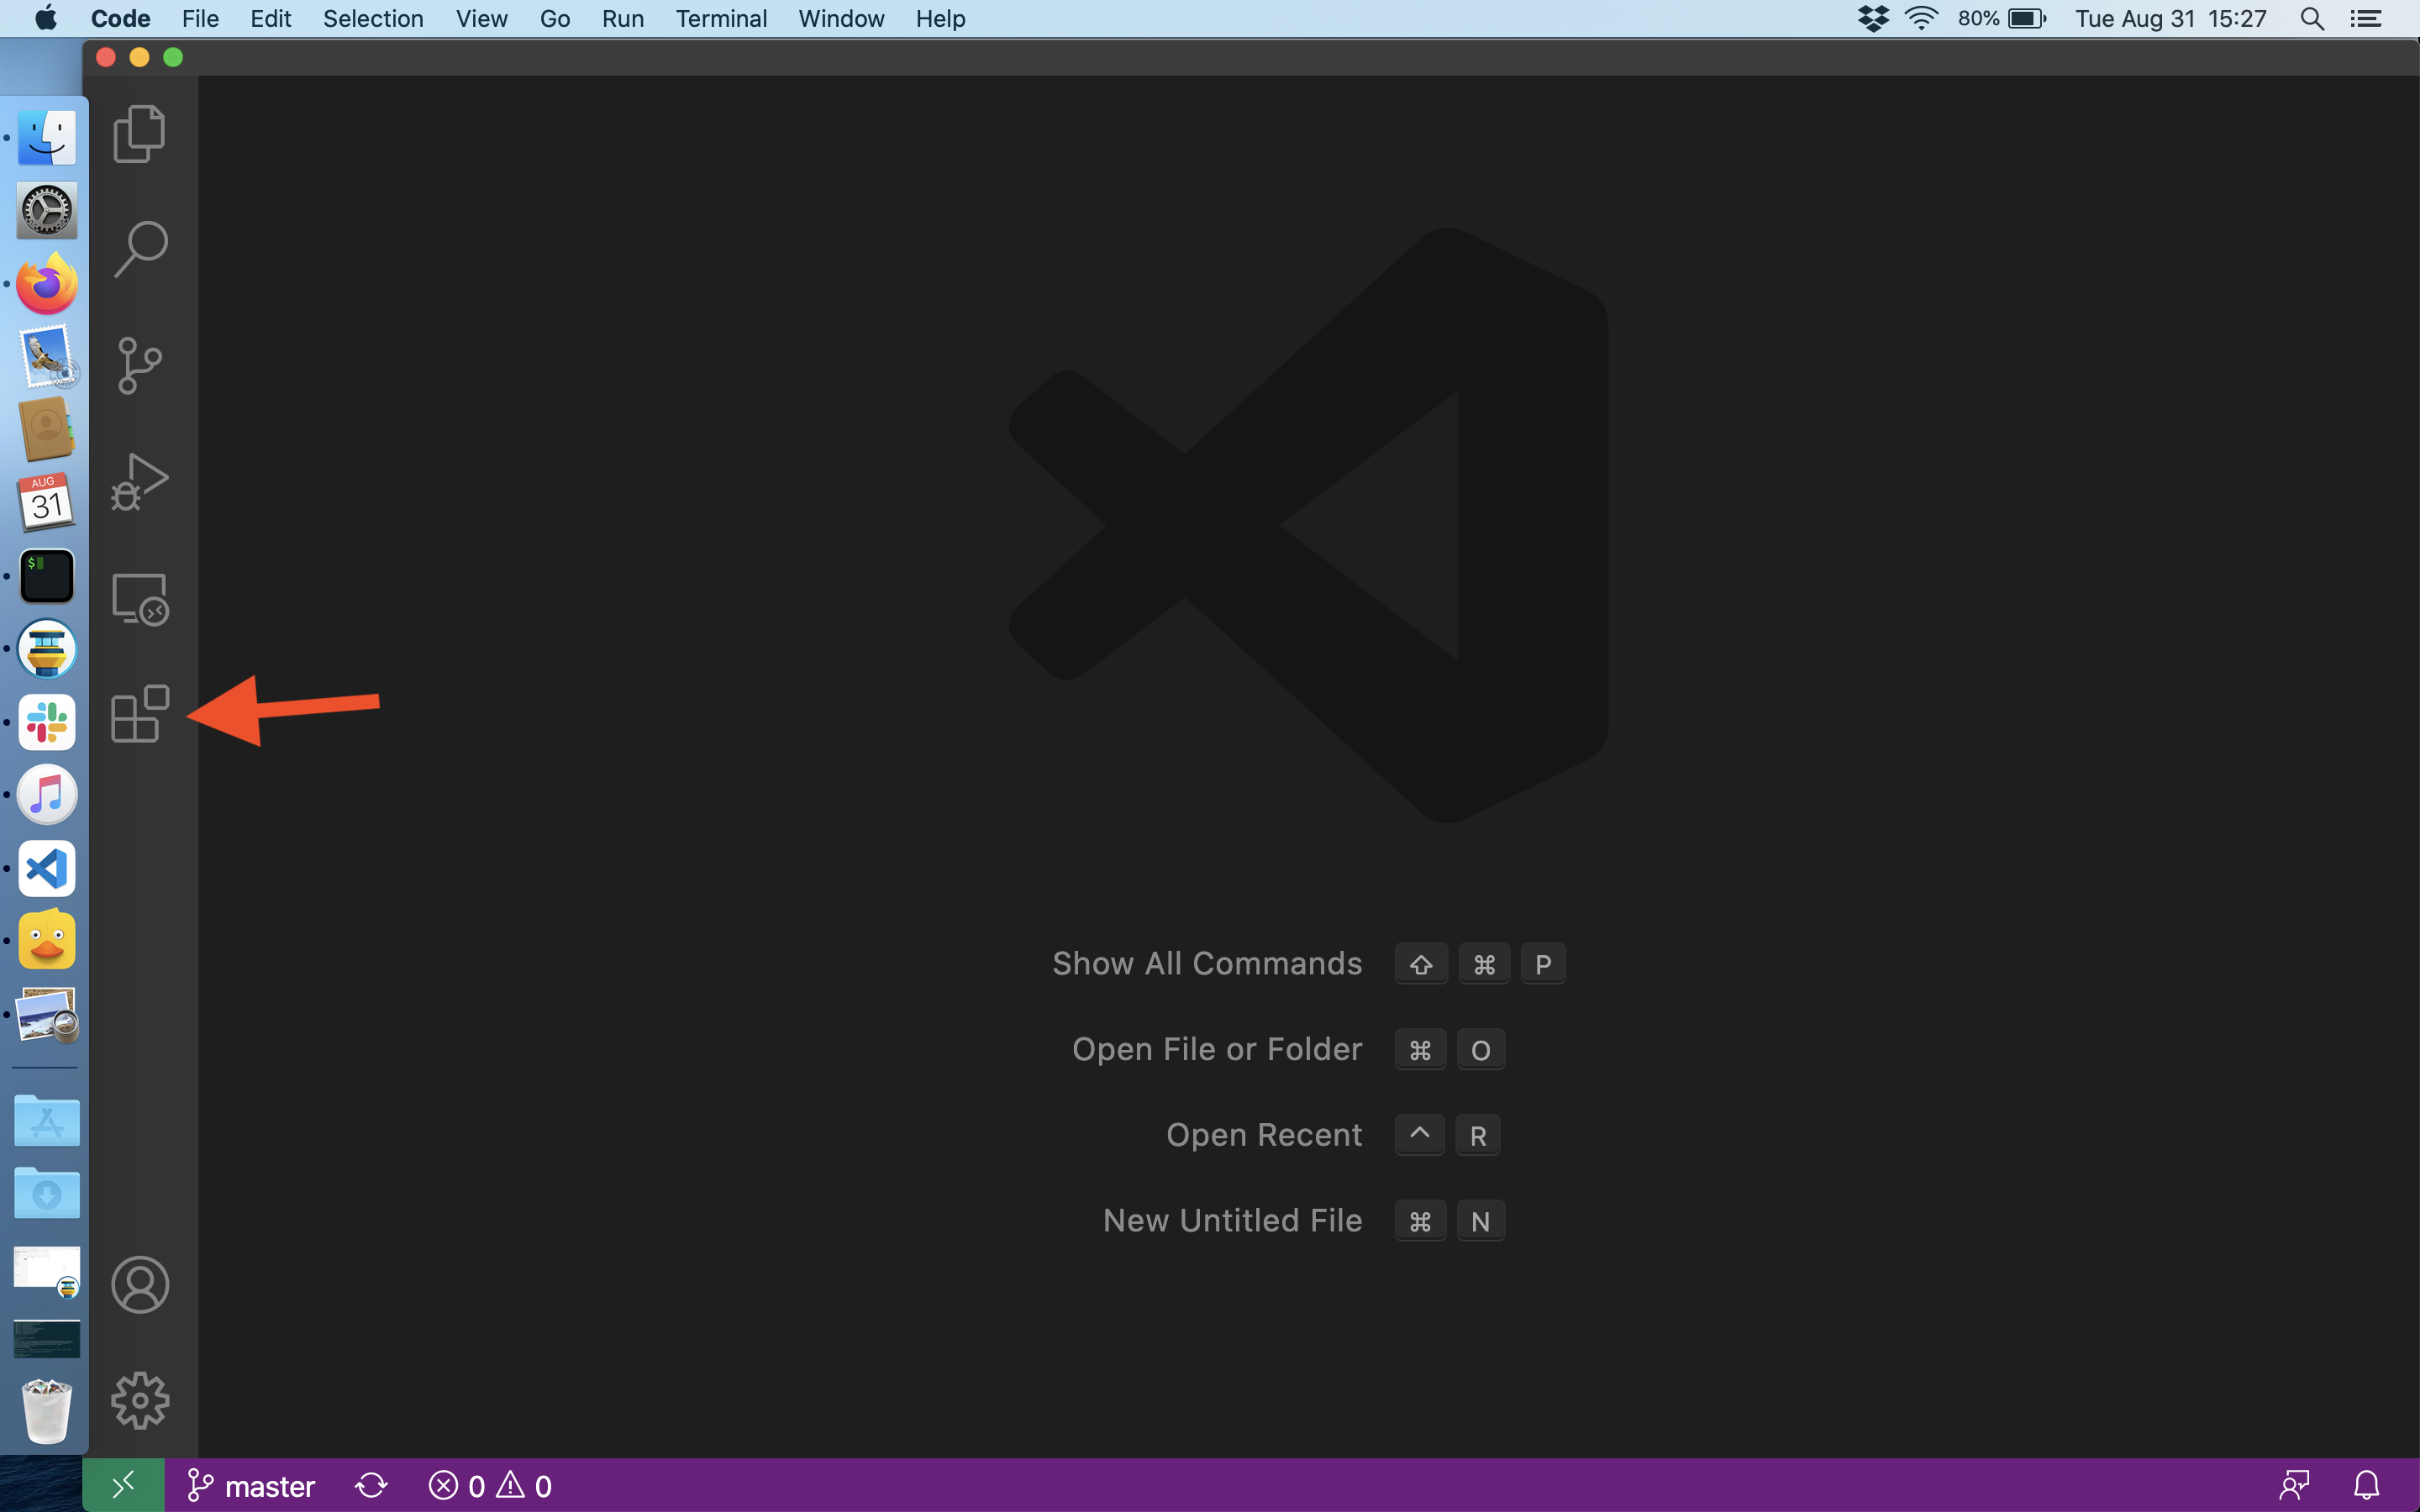 Code File Edit Selection View Go Run Terminal Window Help 80% Tue Aug 31 15:27
AUG
31
$
Show All Commands ⇧ ⌘ P
Open File or Folder ⌘ O
Open Recent ^ R
New Untitled File ⌘ N
master 0 0